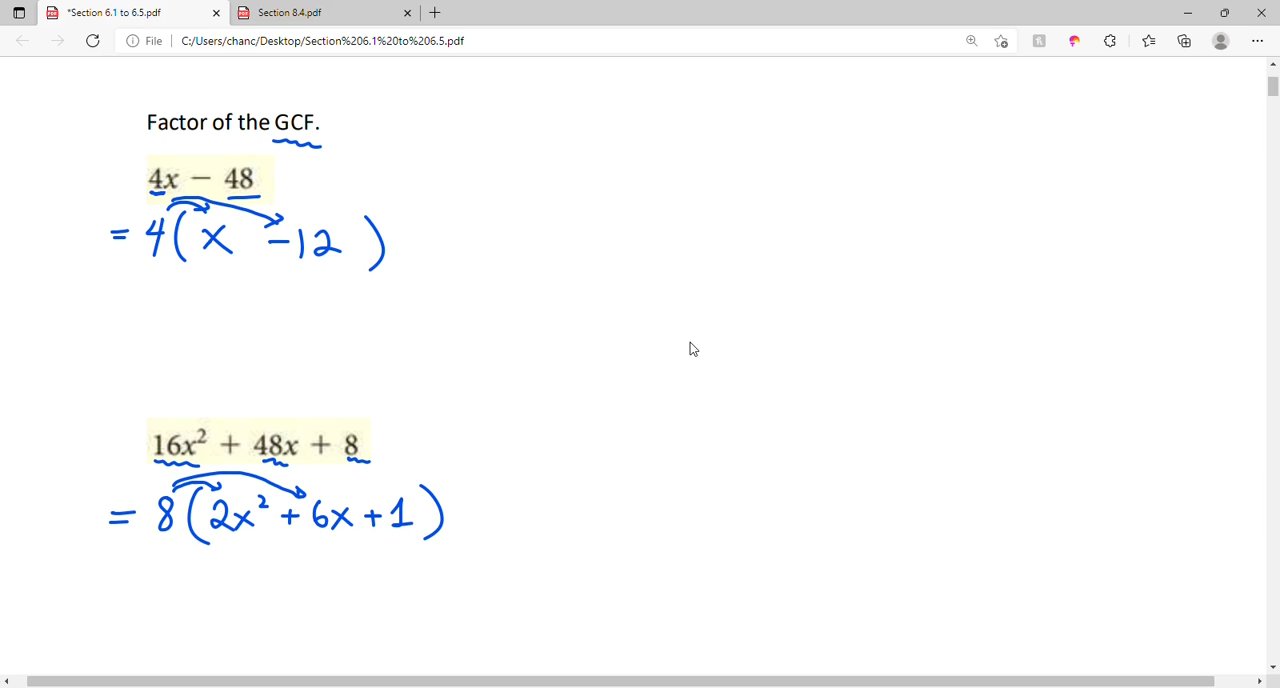 *Section 6.1 to 6.5.pdf Section 8.4.pdf
File C:/Users/chanc/Desktop/Section%206.1%20to%206.5.pdf
Factor of the GCF.
4x − 48
= 4(x −12)
16x² + 48x + 8
= 8(2x² + 6x + 1)